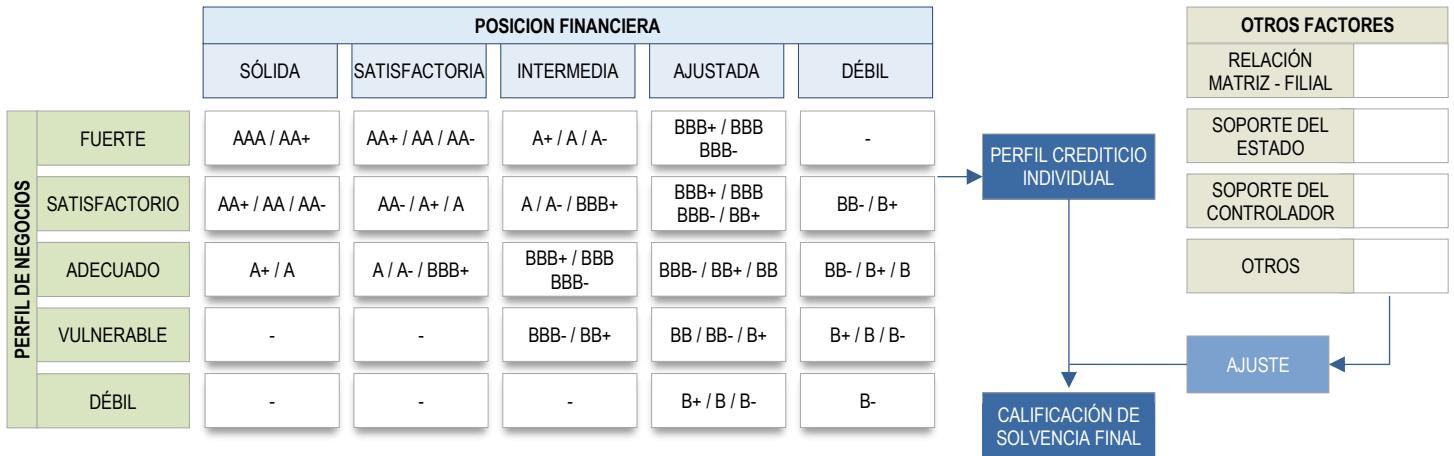 POSICION FINANCIERA
SÓLIDA
SATISFACTORIA
INTERMEDIA
AJUSTADA
DÉBIL
PERFIL DE NEGOCIOS
FUERTE
AAA / AA+
AA+ / AA / AA-
A+ / A / A-
BBB+ / BBB
BBB-
-
SATISFACTORIO
AA+ / AA / AA-
AA- / A+ / A
A / A- / BBB+
BBB+ / BBB
BBB- / BB+
BB- / B+
ADECUADO
A+ / A
A / A- / BBB+
BBB+ / BBB
BBB-
BBB- / BB+ / BB
BB- / B+ / B
VULNERABLE
-
-
BBB- / BB+
BB / BB- / B+
B+ / B / B-
DÉBIL
-
-
-
B+ / B / B-
B-
PERFIL CREDITICIO
INDIVIDUAL
CALIFICACIÓN DE
SOLVENCIA FINAL
OTROS FACTORES
RELACIÓN
MATRIZ - FILIAL
SOPORTE DEL
ESTADO
SOPORTE DEL
CONTROLADOR
OTROS
AJUSTE